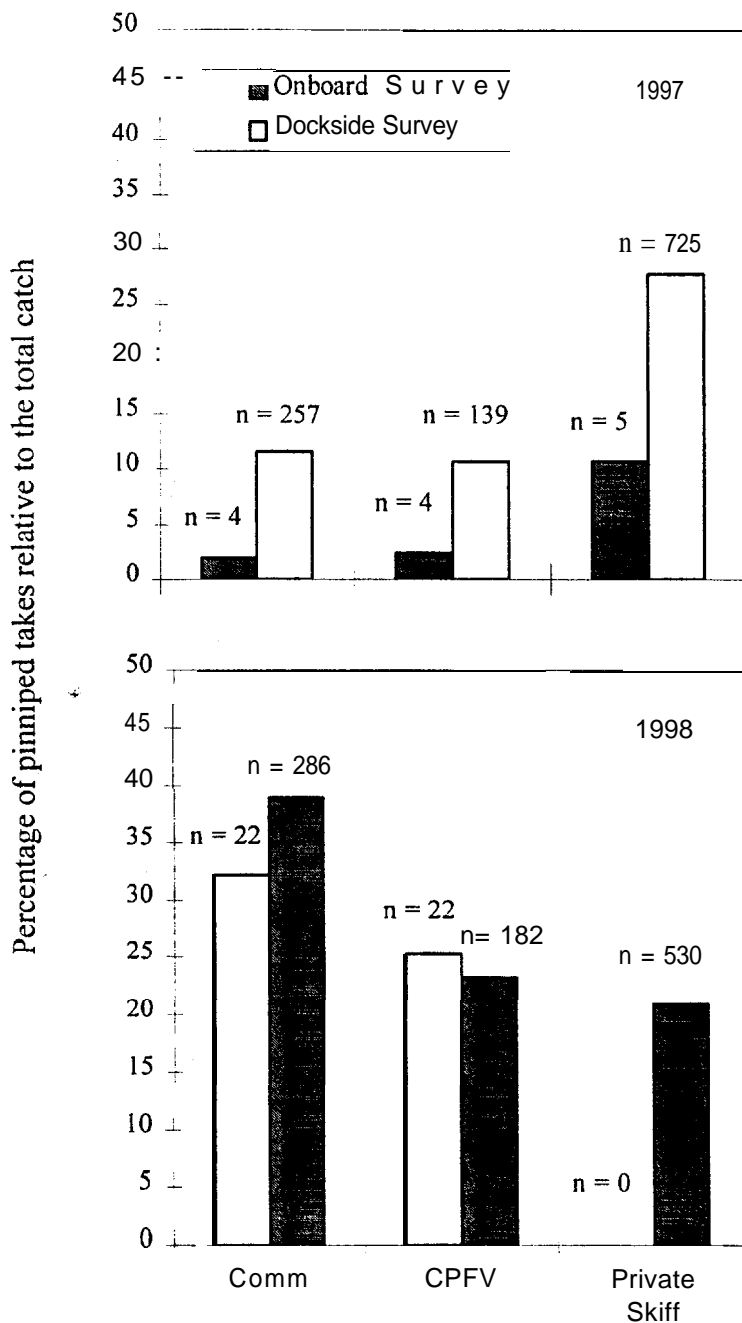 Percentage of pinniped takes relative to the total catch
50
45 --
40
35
30
25
20 :
15
10
5
0
Onboard Survey
Dockside Survey
1997
n = 4
n = 257
n = 4
n = 139
n = 5
n = 725
50
45
40
35
30
25
20
15
10
5
0
1998
n = 22
n = 286
n = 22
n= 182
n = 0
n = 530
Comm
CPFV
Private
Skiff